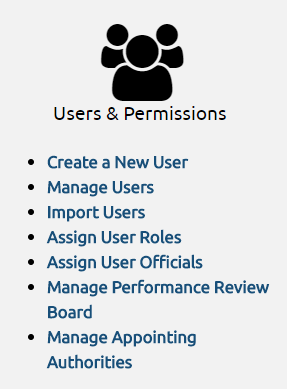 Users & Permissions
Create a New User
Manage Users
Import Users
Assign User Roles
Assign User Officials
Manage Performance Review
Board
Manage Appointing
Authorities